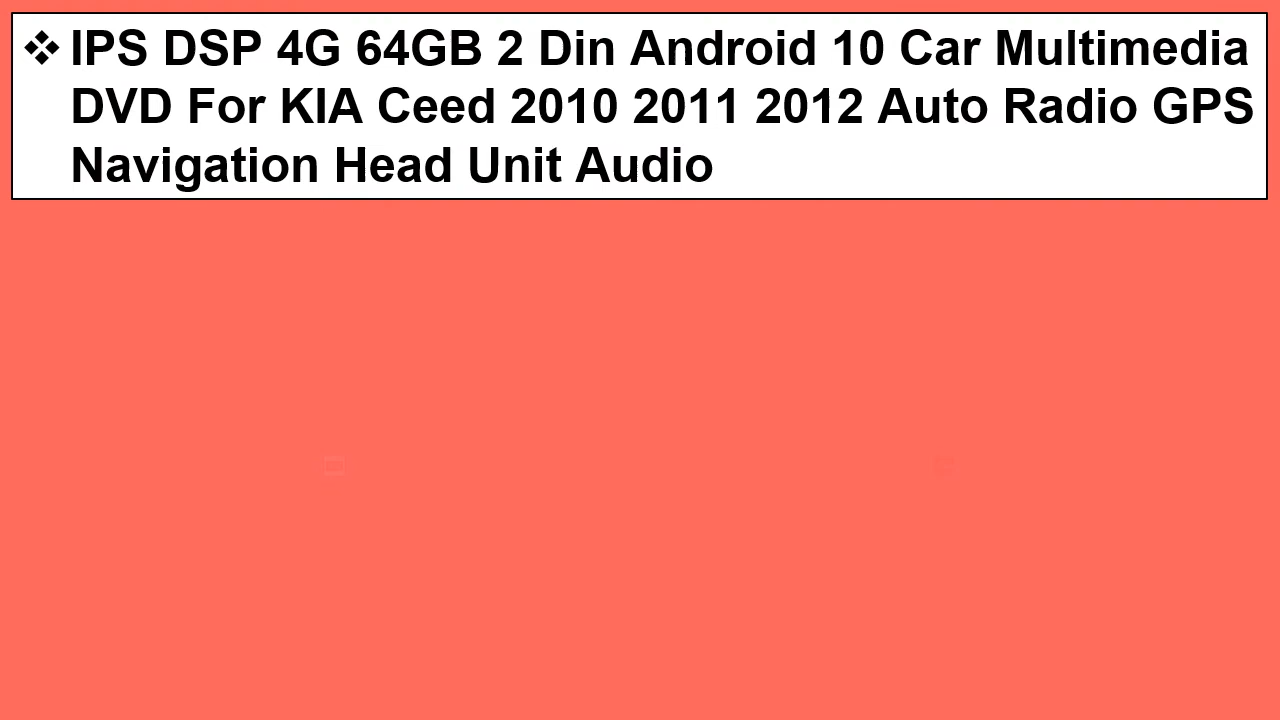 ❖ IPS DSP 4G 64GB 2 Din Android 10 Car Multimedia
DVD For KIA Ceed 2010 2011 2012 Auto Radio GPS
Navigation Head Unit Audio